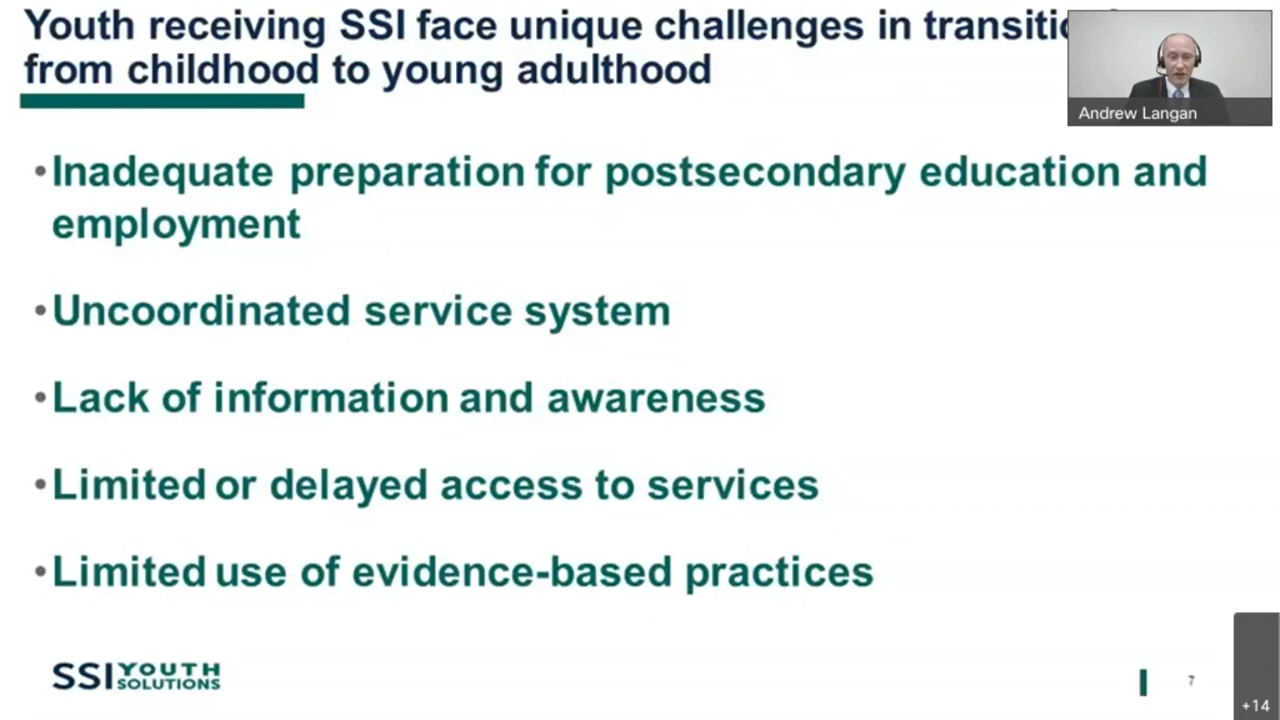 Youth receiving SSI face unique challenges in
from childhood to young adulthood
Andrew Langan
•Inadequate preparation for postsecondary education and
employment
•Uncoordinated service system
•Lack of information and awareness
•Limited or delayed access to services
•Limited use of evidence-based practices
SSI YOUTH
SOLUTIONS
7
+14